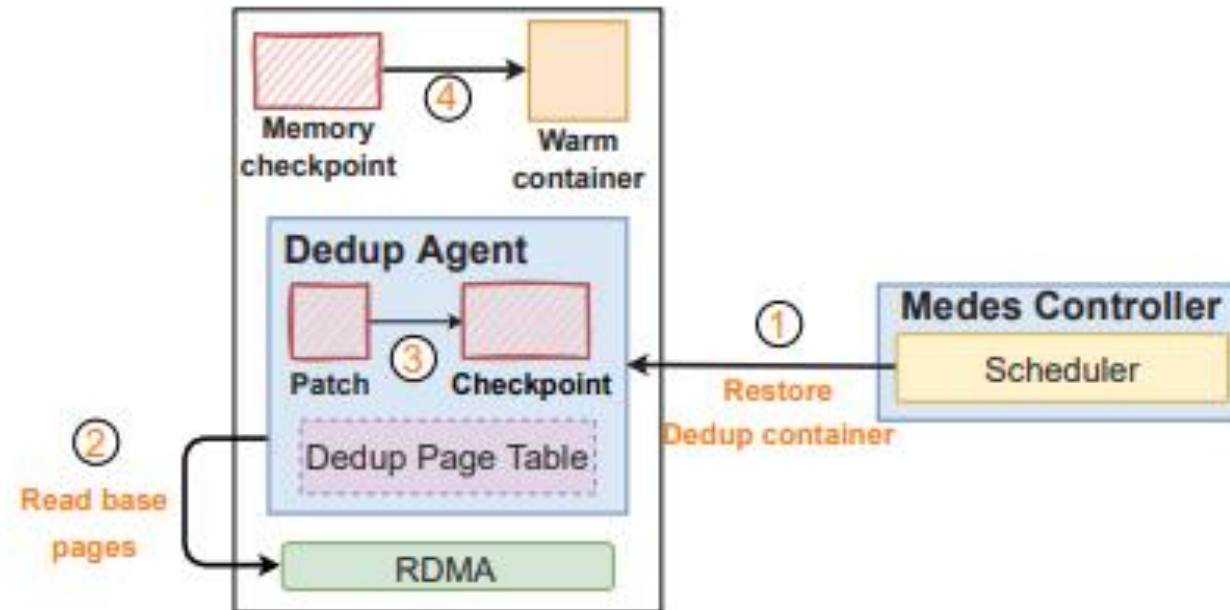 4
Memory
checkpoint
Warm
container
Dedup Agent
3
Patch
Checkpoint
Dedup Page Table
1
Restore
Dedup container
Medes Controller
Scheduler
2
Read base
pages
RDMA